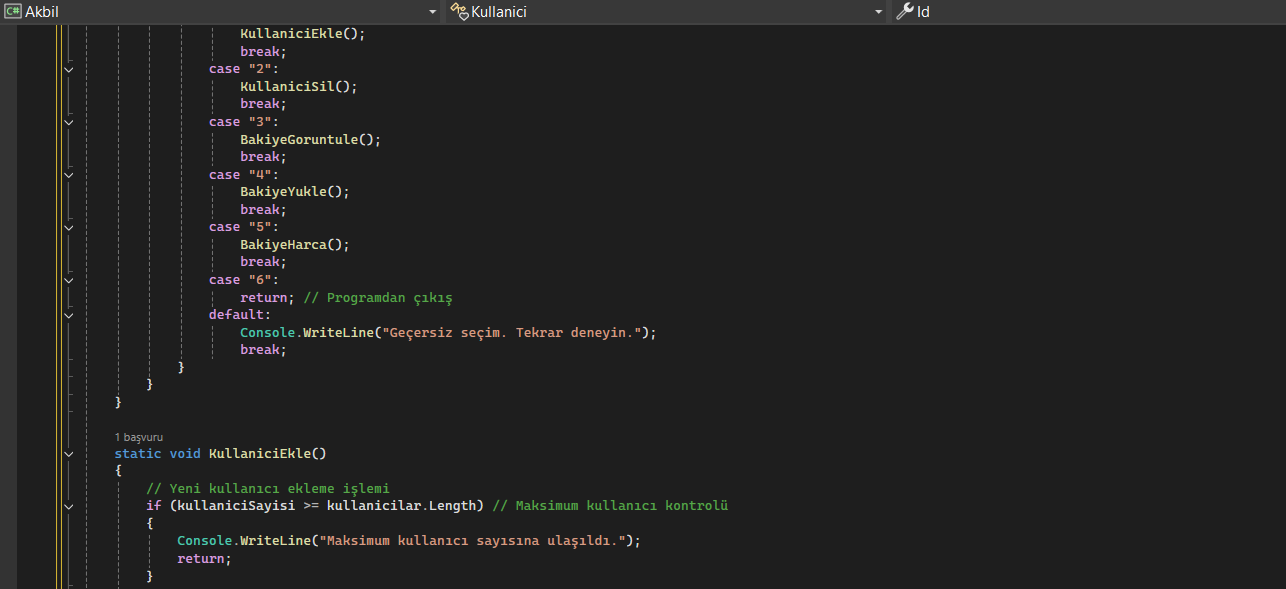 C# Akbil Kullanici Id
KullaniciEkle();
break;
case "2":
KullaniciSil();
break;
case "3":
BakiyeGoruntule();
break;
case "4":
BakiyeYukle();
break;
case "5":
BakiyeHarca();
break;
case "6":
return; // Programdan çıkış
default:
Console.WriteLine("Geçersiz seçim. Tekrar deneyin.");
break;
}
}
}
1 başvuru
static void KullaniciEkle()
{
// Yeni kullanıcı ekleme işlemi
if (kullaniciSayisi >= kullanicilar.Length) // Maksimum kullanıcı kontrolü
{
Console.WriteLine("Maksimum kullanıcı sayısına ulaşıldı.");
return;
}